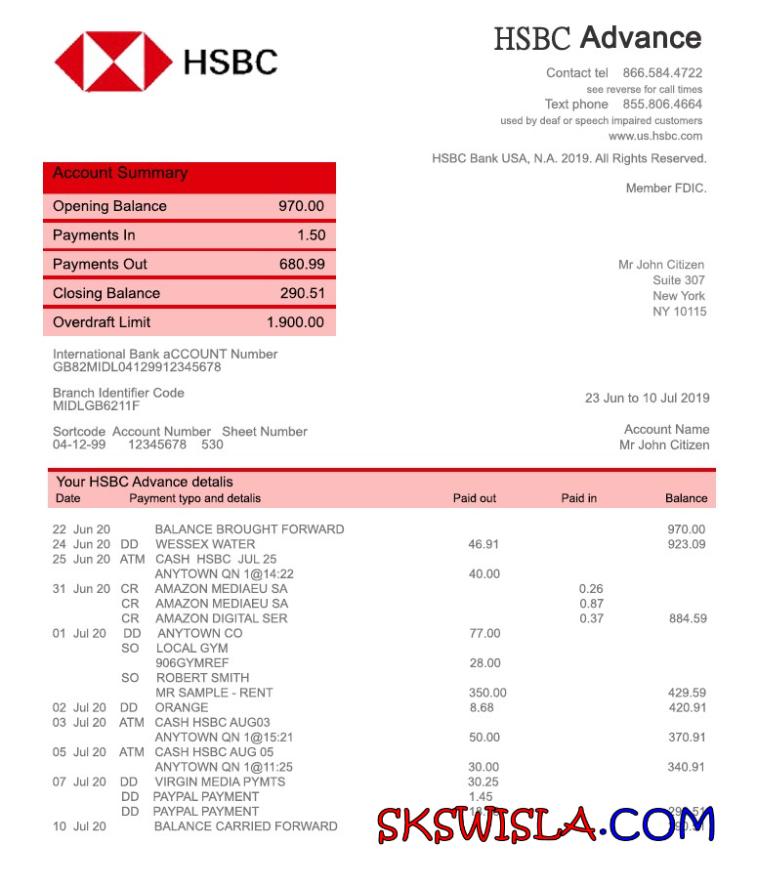 HSBC
HSBC Advance
Contact tel 866.584.4722
see reverse for call times
Text phone 855.806.4664
used by deaf or speech impaired customers
www.us.hsbc.com
HSBC Bank USA, N.A. 2019. All Rights Reserved.
Member FDIC.
Account Summary
Opening Balance 970.00
Payments In 1.50
Payments Out 680.99
Closing Balance 290.51
Overdraft Limit 1.900.00
Mr John Citizen
Suite 307
New York
NY 10115
International Bank aCCOUNT Number
GB82MIDL04129912345678
Branch Identifier Code
MIDLGB6211F
23 Jun to 10 Jul 2019
Sortcode Account Number Sheet Number
04-12-99 12345678 530
Account Name
Mr John Citizen
Your HSBC Advance detalis
Date Payment typo and detalis Paid out Paid in Balance
22 Jun 20 BALANCE BROUGHT FORWARD 970.00
24 Jun 20 DD WESSEX WATER 46.91 923.09
25 Jun 20 ATM CASH HSBC JUL 25
ANYTOWN QN 1@14:22 40.00
31 Jun 20 CR AMAZON MEDIAEU SA 0.26
CR AMAZON MEDIAEU SA 0.87
CR AMAZON DIGITAL SER 0.37 884.59
01 Jul 20 DD ANYTOWN CO 77.00
SO LOCAL GYM
906GYMREF 28.00
SO ROBERT SMITH
MR SAMPLE - RENT 350.00 429.59
02 Jul 20 DD ORANGE 8.68 420.91
03 Jul 20 ATM CASH HSBC AUG03
ANYTOWN QN 1@15:21 50.00 370.91
05 Jul 20 ATM CASH HSBC AUG 05
ANYTOWN QN 1@11:25 30.00 340.91
07 Jul 20 DD VIRGIN MEDIA PYMTS 30.25
DD PAYPAL PAYMENT 1.45
DD PAYPAL PAYMENT
10 Jul 20 BALANCE CARRIED FORWARD
SKSWISLA.COM